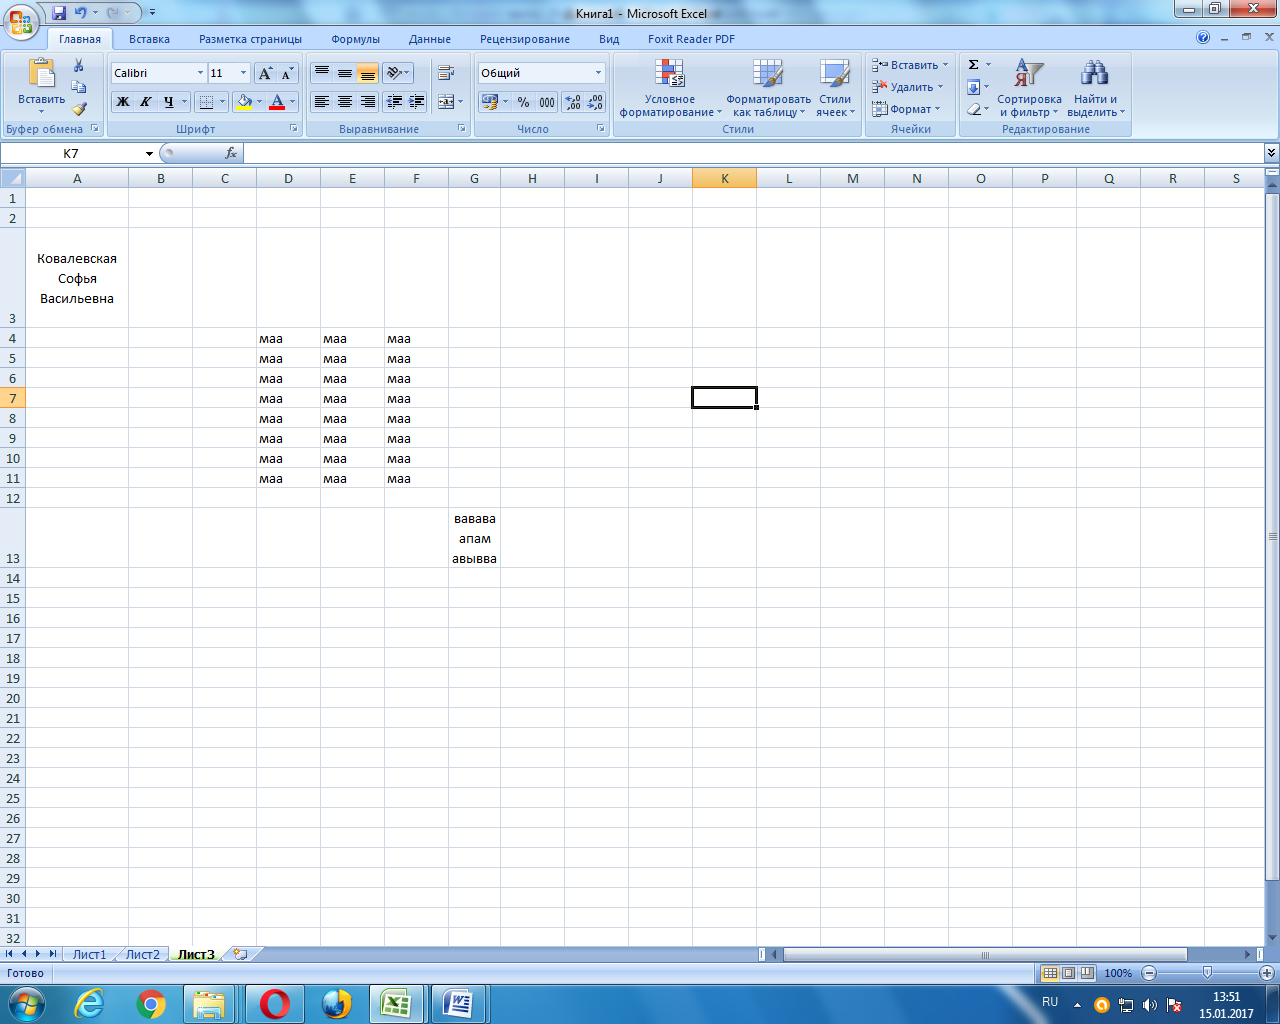 Книга1 - Microsoft Excel
Главная Вставка Разметка страницы Формулы Данные Рецензирование Вид Foxit Reader PDF
Вставить
Буфер обмена
Calibri 11
Ж К Ч
Шрифт
Выравнивание
Общий
% 000
Число
Условное форматирование
Форматировать как таблицу
Стили ячеек
Стили
Вставить
Удалить
Формат
Ячейки
Σ
Сортировка и фильтр
Найти и выделить
Редактирование
K7 fx
A B C D E F G H I J K L M N O P Q R S
1
2
Ковалевская
Софья
Васильевна
3
4 маа маа маа
5 маа маа маа
6 маа маа маа
7 маа маа маа
8 маа маа маа
9 маа маа маа
10 маа маа маа
11 маа маа маа
12
вавава
апам
13 авывва
14
15
16
17
18
19
20
21
22
23
24
25
26
27
28
29
30
31
32
Лист1 Лист2 Лист3
Готово 100%
RU 13:51
15.01.2017